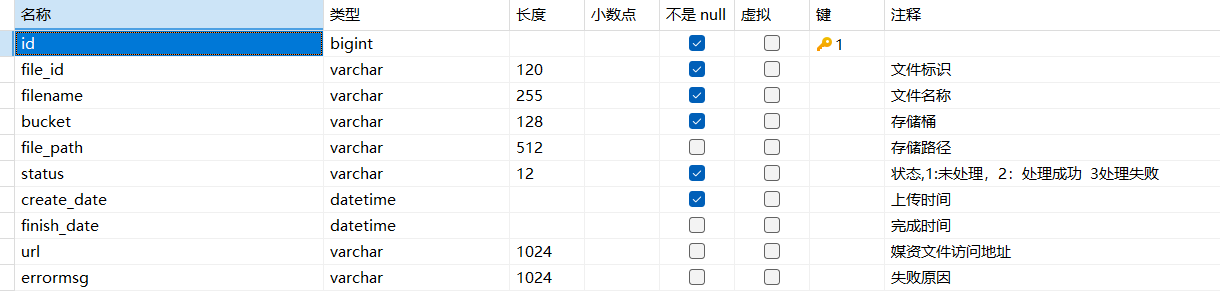 名称 类型 长度 小数点 不是 null 虚拟 键 注释
id bigint 1
file_id varchar 120 文件标识
filename varchar 255 文件名称
bucket varchar 128 存储桶
file_path varchar 512 存储路径
status varchar 12 状态,1:未处理，2：处理成功 3处理失败
create_date datetime 上传时间
finish_date datetime 完成时间
url varchar 1024 媒资文件访问地址
errormsg varchar 1024 失败原因